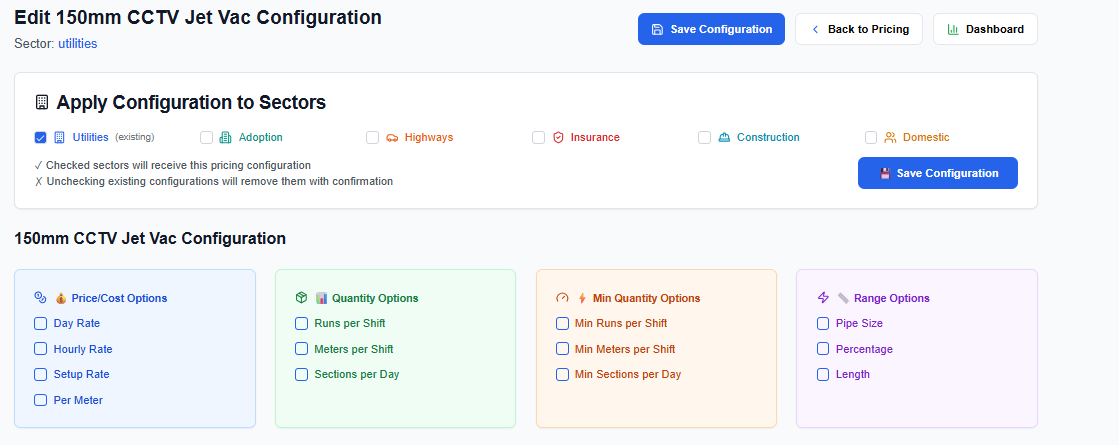 Edit 150mm CCTV Jet Vac Configuration
Sector: utilities
Save Configuration
Back to Pricing
Dashboard
Apply Configuration to Sectors
Utilities (existing)
Adoption
Highways
Insurance
Construction
Domestic
✓ Checked sectors will receive this pricing configuration
✗ Unchecking existing configurations will remove them with confirmation
Save Configuration
150mm CCTV Jet Vac Configuration
Price/Cost Options
Day Rate
Hourly Rate
Setup Rate
Per Meter
Quantity Options
Runs per Shift
Meters per Shift
Sections per Day
Min Quantity Options
Min Runs per Shift
Min Meters per Shift
Min Sections per Day
Range Options
Pipe Size
Percentage
Length